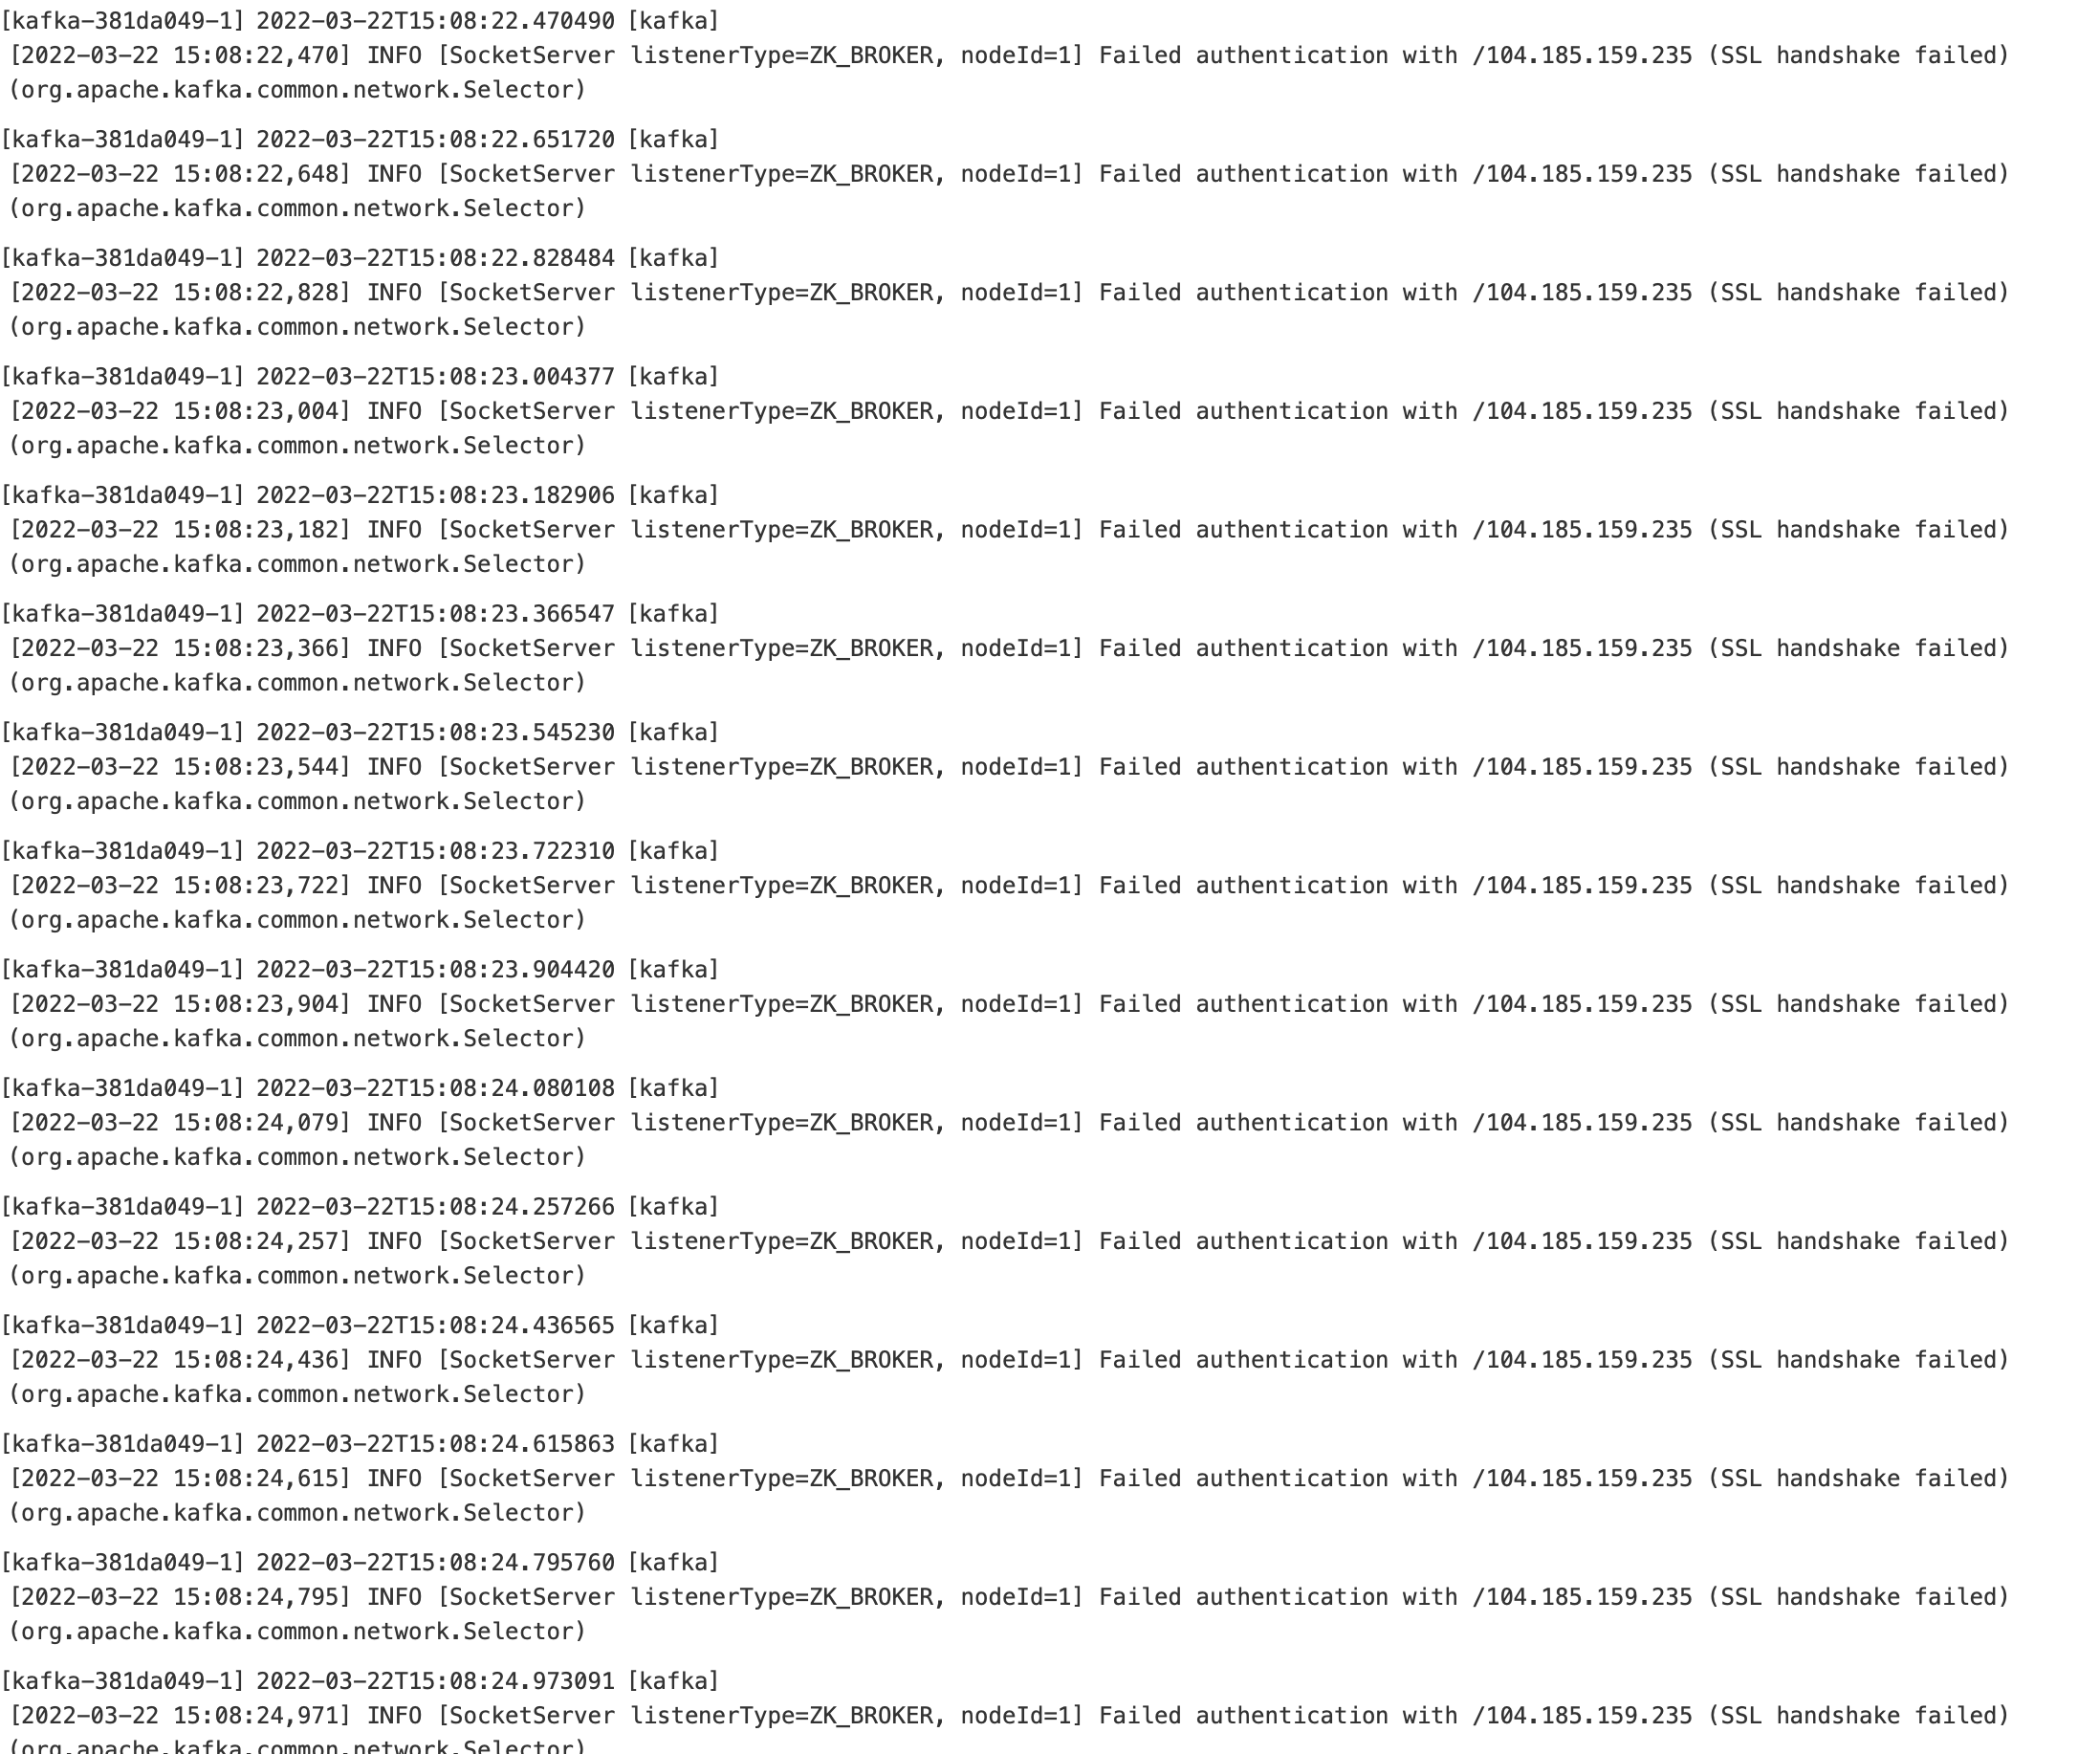 [kafka-381da049-1] 2022-03-22T15:08:22.470490 [kafka]
[2022-03-22 15:08:22,470] INFO [SocketServer listenerType=ZK_BROKER, nodeId=1] Failed authentication with /104.185.159.235 (SSL handshake failed)
(org.apache.kafka.common.network.Selector)
[kafka-381da049-1] 2022-03-22T15:08:22.651720 [kafka]
[2022-03-22 15:08:22,648] INFO [SocketServer listenerType=ZK_BROKER, nodeId=1] Failed authentication with /104.185.159.235 (SSL handshake failed)
(org.apache.kafka.common.network.Selector)
[kafka-381da049-1] 2022-03-22T15:08:22.828484 [kafka]
[2022-03-22 15:08:22,828] INFO [SocketServer listenerType=ZK_BROKER, nodeId=1] Failed authentication with /104.185.159.235 (SSL handshake failed)
(org.apache.kafka.common.network.Selector)
[kafka-381da049-1] 2022-03-22T15:08:23.004377 [kafka]
[2022-03-22 15:08:23,004] INFO [SocketServer listenerType=ZK_BROKER, nodeId=1] Failed authentication with /104.185.159.235 (SSL handshake failed)
(org.apache.kafka.common.network.Selector)
[kafka-381da049-1] 2022-03-22T15:08:23.182906 [kafka]
[2022-03-22 15:08:23,182] INFO [SocketServer listenerType=ZK_BROKER, nodeId=1] Failed authentication with /104.185.159.235 (SSL handshake failed)
(org.apache.kafka.common.network.Selector)
[kafka-381da049-1] 2022-03-22T15:08:23.366547 [kafka]
[2022-03-22 15:08:23,366] INFO [SocketServer listenerType=ZK_BROKER, nodeId=1] Failed authentication with /104.185.159.235 (SSL handshake failed)
(org.apache.kafka.common.network.Selector)
[kafka-381da049-1] 2022-03-22T15:08:23.545230 [kafka]
[2022-03-22 15:08:23,544] INFO [SocketServer listenerType=ZK_BROKER, nodeId=1] Failed authentication with /104.185.159.235 (SSL handshake failed)
(org.apache.kafka.common.network.Selector)
[kafka-381da049-1] 2022-03-22T15:08:23.722310 [kafka]
[2022-03-22 15:08:23,722] INFO [SocketServer listenerType=ZK_BROKER, nodeId=1] Failed authentication with /104.185.159.235 (SSL handshake failed)
(org.apache.kafka.common.network.Selector)
[kafka-381da049-1] 2022-03-22T15:08:23.904420 [kafka]
[2022-03-22 15:08:23,904] INFO [SocketServer listenerType=ZK_BROKER, nodeId=1] Failed authentication with /104.185.159.235 (SSL handshake failed)
(org.apache.kafka.common.network.Selector)
[kafka-381da049-1] 2022-03-22T15:08:24.080108 [kafka]
[2022-03-22 15:08:24,079] INFO [SocketServer listenerType=ZK_BROKER, nodeId=1] Failed authentication with /104.185.159.235 (SSL handshake failed)
(org.apache.kafka.common.network.Selector)
[kafka-381da049-1] 2022-03-22T15:08:24.257266 [kafka]
[2022-03-22 15:08:24,257] INFO [SocketServer listenerType=ZK_BROKER, nodeId=1] Failed authentication with /104.185.159.235 (SSL handshake failed)
(org.apache.kafka.common.network.Selector)
[kafka-381da049-1] 2022-03-22T15:08:24.436565 [kafka]
[2022-03-22 15:08:24,436] INFO [SocketServer listenerType=ZK_BROKER, nodeId=1] Failed authentication with /104.185.159.235 (SSL handshake failed)
(org.apache.kafka.common.network.Selector)
[kafka-381da049-1] 2022-03-22T15:08:24.615863 [kafka]
[2022-03-22 15:08:24,615] INFO [SocketServer listenerType=ZK_BROKER, nodeId=1] Failed authentication with /104.185.159.235 (SSL handshake failed)
(org.apache.kafka.common.network.Selector)
[kafka-381da049-1] 2022-03-22T15:08:24.795760 [kafka]
[2022-03-22 15:08:24,795] INFO [SocketServer listenerType=ZK_BROKER, nodeId=1] Failed authentication with /104.185.159.235 (SSL handshake failed)
(org.apache.kafka.common.network.Selector)
[kafka-381da049-1] 2022-03-22T15:08:24.973091 [kafka]
[2022-03-22 15:08:24,971] INFO [SocketServer listenerType=ZK_BROKER, nodeId=1] Failed authentication with /104.185.159.235 (SSL handshake failed)
(org.apache.kafka.common.network.Selector)